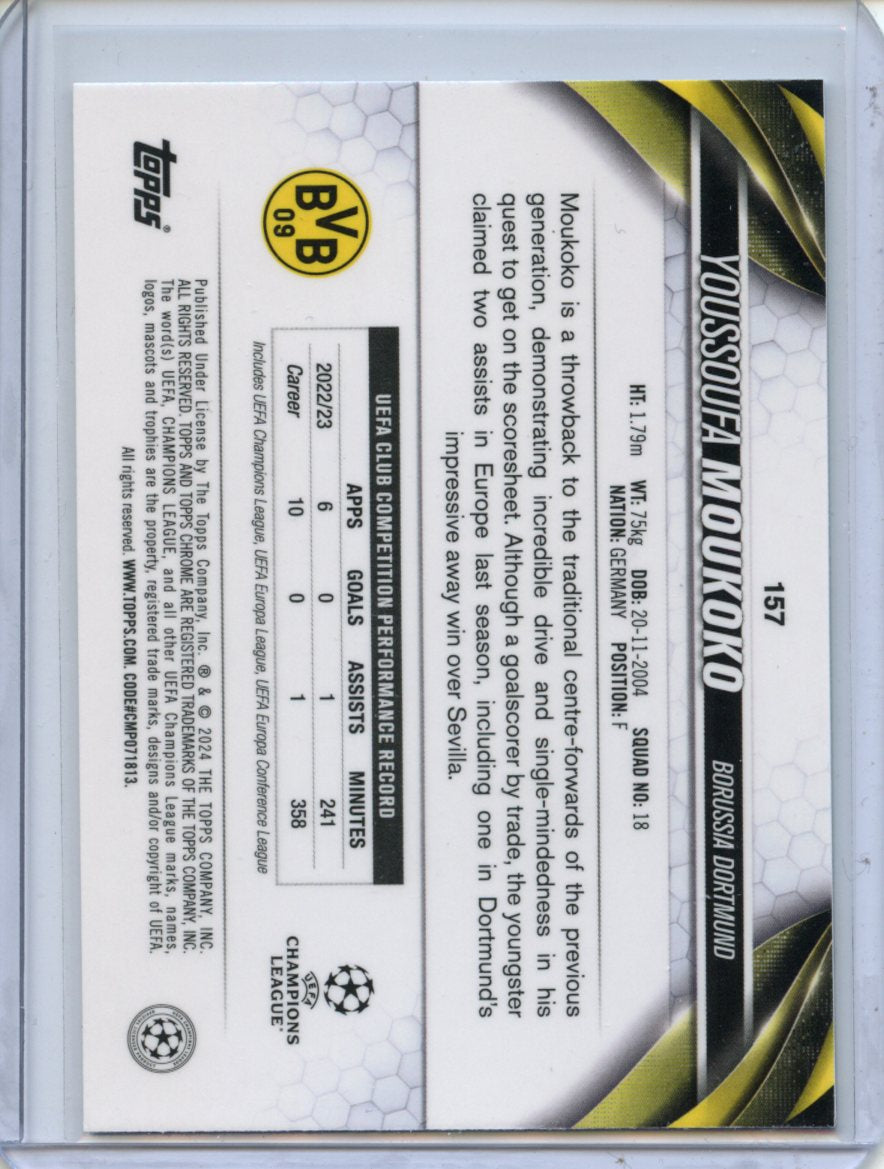 157
YOUSSOUFA MOUKOKO BORUSSIA DORTMUND
HT: 1.79m WT: 75kg DOB: 20-11-2004 SQUAD NO: 18
NATION: GERMANY POSITION: F
Moukoko is a throwback to the traditional centre-forwards of the previous
generation, demonstrating incredible drive and single-mindedness in his
quest to get on the scoresheet. Although a goalscorer by trade, the youngster
claimed two assists in Europe last season, including one in Dortmund's
impressive away win over Sevilla.
BVB
09
UEFA CLUB COMPETITION PERFORMANCE RECORD
APPS GOALS ASSISTS MINUTES
2022/23 6 0 1 241
Career 10 0 1 358
Includes UEFA Champions League, UEFA Europa League, UEFA Europa Conference League
UEFA
CHAMPIONS
LEAGUE®
topps®
Published Under License by The Topps Company, Inc. ® & © 2024 THE TOPPS COMPANY, INC.
ALL RIGHTS RESERVED. TOPPS AND TOPPS CHROME ARE REGISTERED TRADEMARKS OF THE TOPPS COMPANY, INC.
The word(s) UEFA, CHAMPIONS LEAGUE, and all other UEFA Champions League marks, names,
logos, mascots and trophies are the property, registered trade marks, designs and/or copyright of UEFA.
All rights reserved. WWW.TOPPS.COM. CODE#CMP071813.